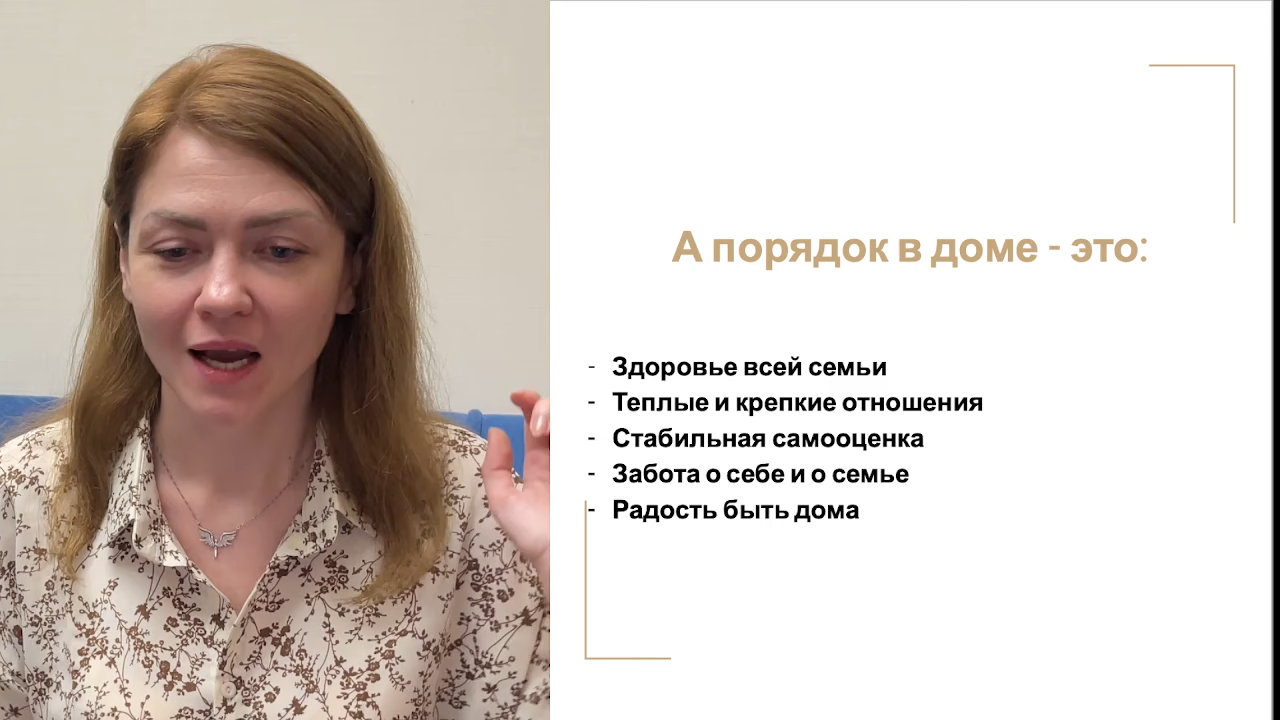 А порядок в доме - это:
- Здоровье всей семьи
- Теплые и крепкие отношения
- Стабильная самооценка
- Забота о себе и о семье
- Радость быть дома